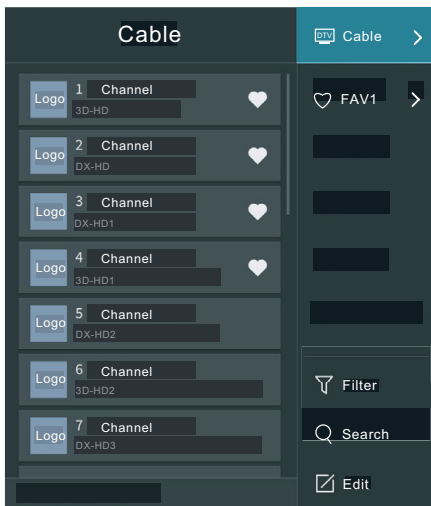 Cable
Logo 1 Channel
3D-HD
Logo 2 Channel
DX-HD
Logo 3 Channel
DX-HD1
Logo 4 Channel
3D-HD1
Logo 5 Channel
DX-HD2
Logo 6 Channel
3D-HD2
Logo 7 Channel
DX-HD3
DTV Cable
FAV1
Filter
Search
Edit